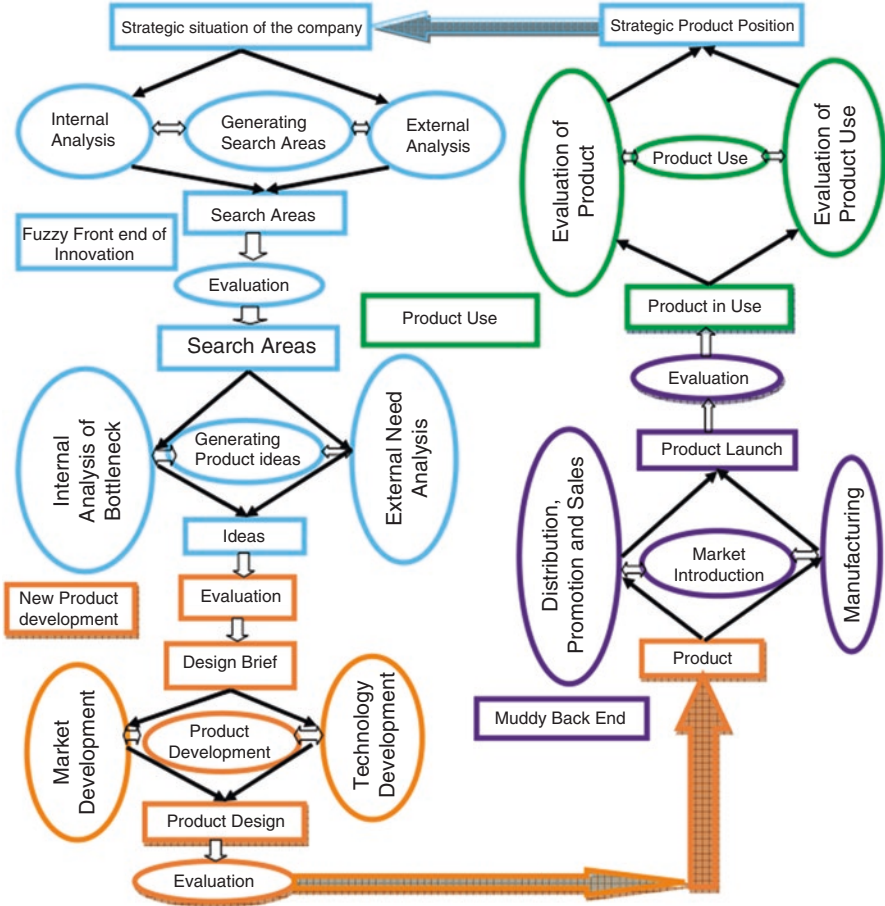 Strategic situation of the company
Internal
Analysis
Generating
Search Areas
External
Analysis
Search Areas
Fuzzy Front end of
Innovation
Evaluation
Search Areas
Internal
Analysis of
Bottleneck
Generating
Product ideas
External Need
Analysis
Ideas
New Product
development
Evaluation
Design Brief
Market
Development
Product
Development
Technology
Development
Product Design
Evaluation
Strategic Product Position
Evaluation of
Product
Product Use
Evaluation of
Product Use
Product in Use
Product Use
Evaluation
Product Launch
Distribution,
Promotion and Sales
Market
Introduction
Manufacturing
Product
Muddy Back End